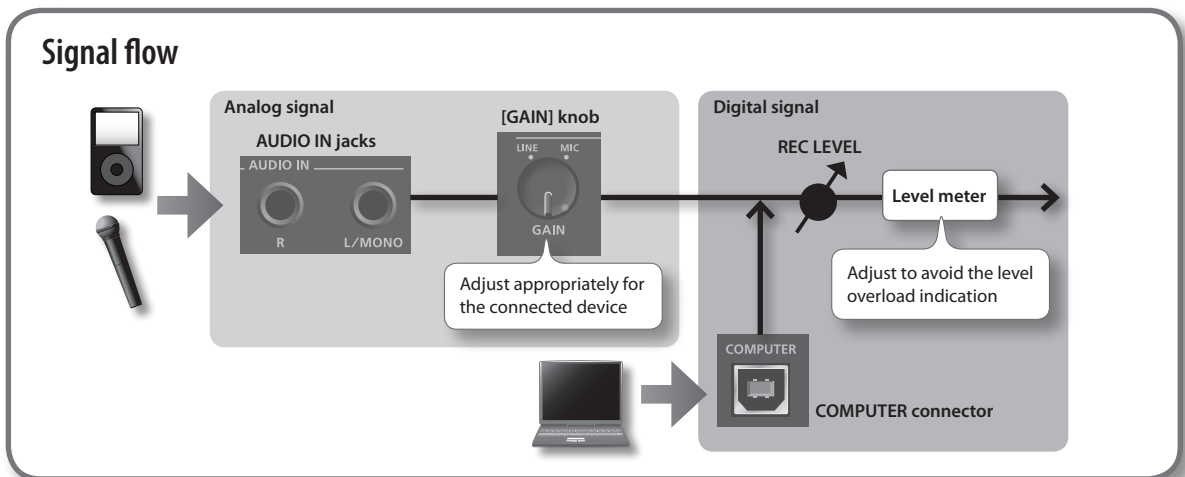 Signal flow
Analog signal
AUDIO IN jacks
AUDIO IN
R
L/MONO
[GAIN] knob
LINE
MIC
GAIN
Adjust appropriately for
the connected device
Digital signal
REC LEVEL
Level meter
Adjust to avoid the level
overload indication
COMPUTER
COMPUTER connector